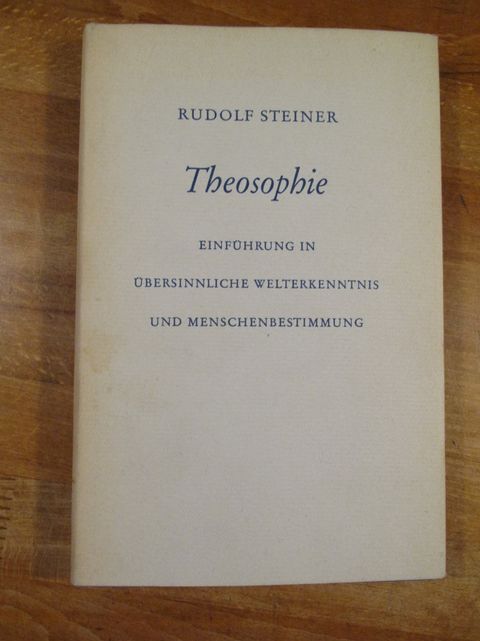 RUDOLF STEINER
Theosophie
EINFÜHRUNG IN
ÜBERSINNLICHE WELTERKENNTNIS
UND MENSCHENBESTIMMUNG